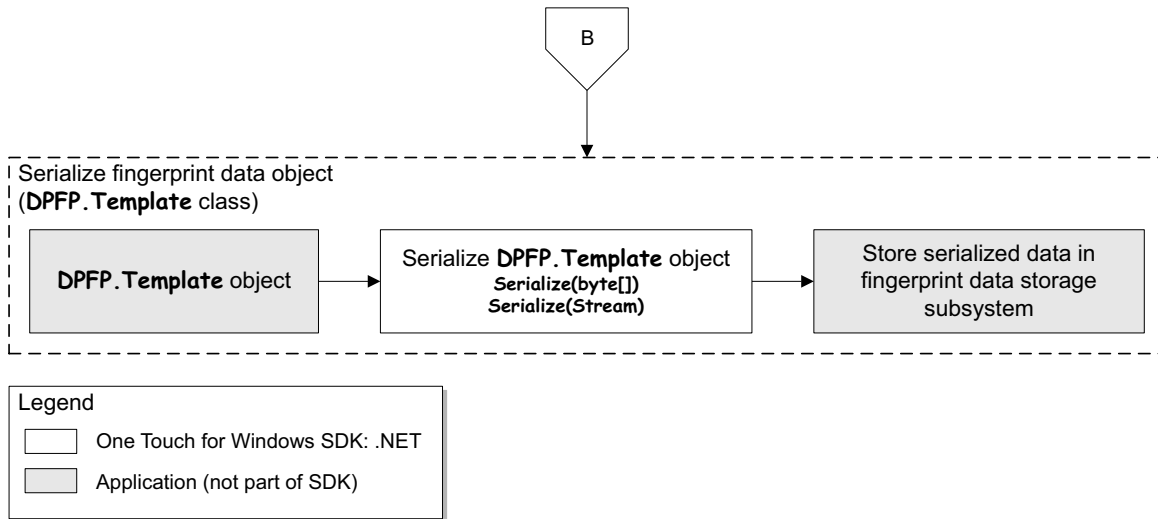 B
Serialize fingerprint data object
(DPFP.Template class)
DPFP.Template object
Serialize DPFP.Template object
Serialize(byte[])
Serialize(Stream)
Store serialized data in
fingerprint data storage
subsystem
Legend
One Touch for Windows SDK: .NET
Application (not part of SDK)